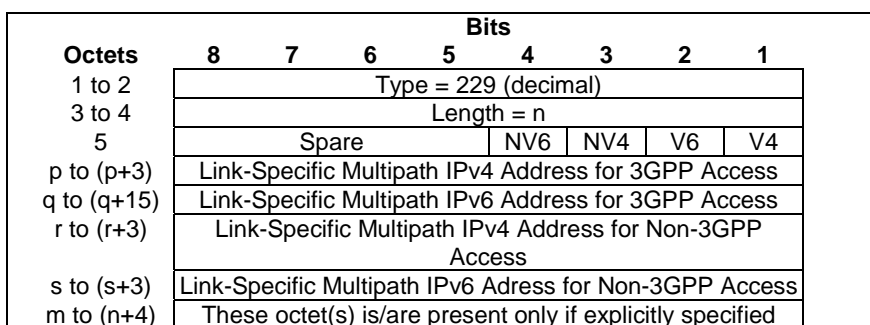 Bits
Octets 8 7 6 5 4 3 2 1
1 to 2 Type = 229 (decimal)
3 to 4 Length = n
5 Spare NV6 NV4 V6 V4
p to (p+3) Link-Specific Multipath IPv4 Address for 3GPP Access
q to (q+15) Link-Specific Multipath IPv6 Address for 3GPP Access
r to (r+3) Link-Specific Multipath IPv4 Address for Non-3GPP
Access
s to (s+3) Link-Specific Multipath IPv6 Adress for Non-3GPP Access
m to (n+4) These octet(s) is/are present only if explicitly specified